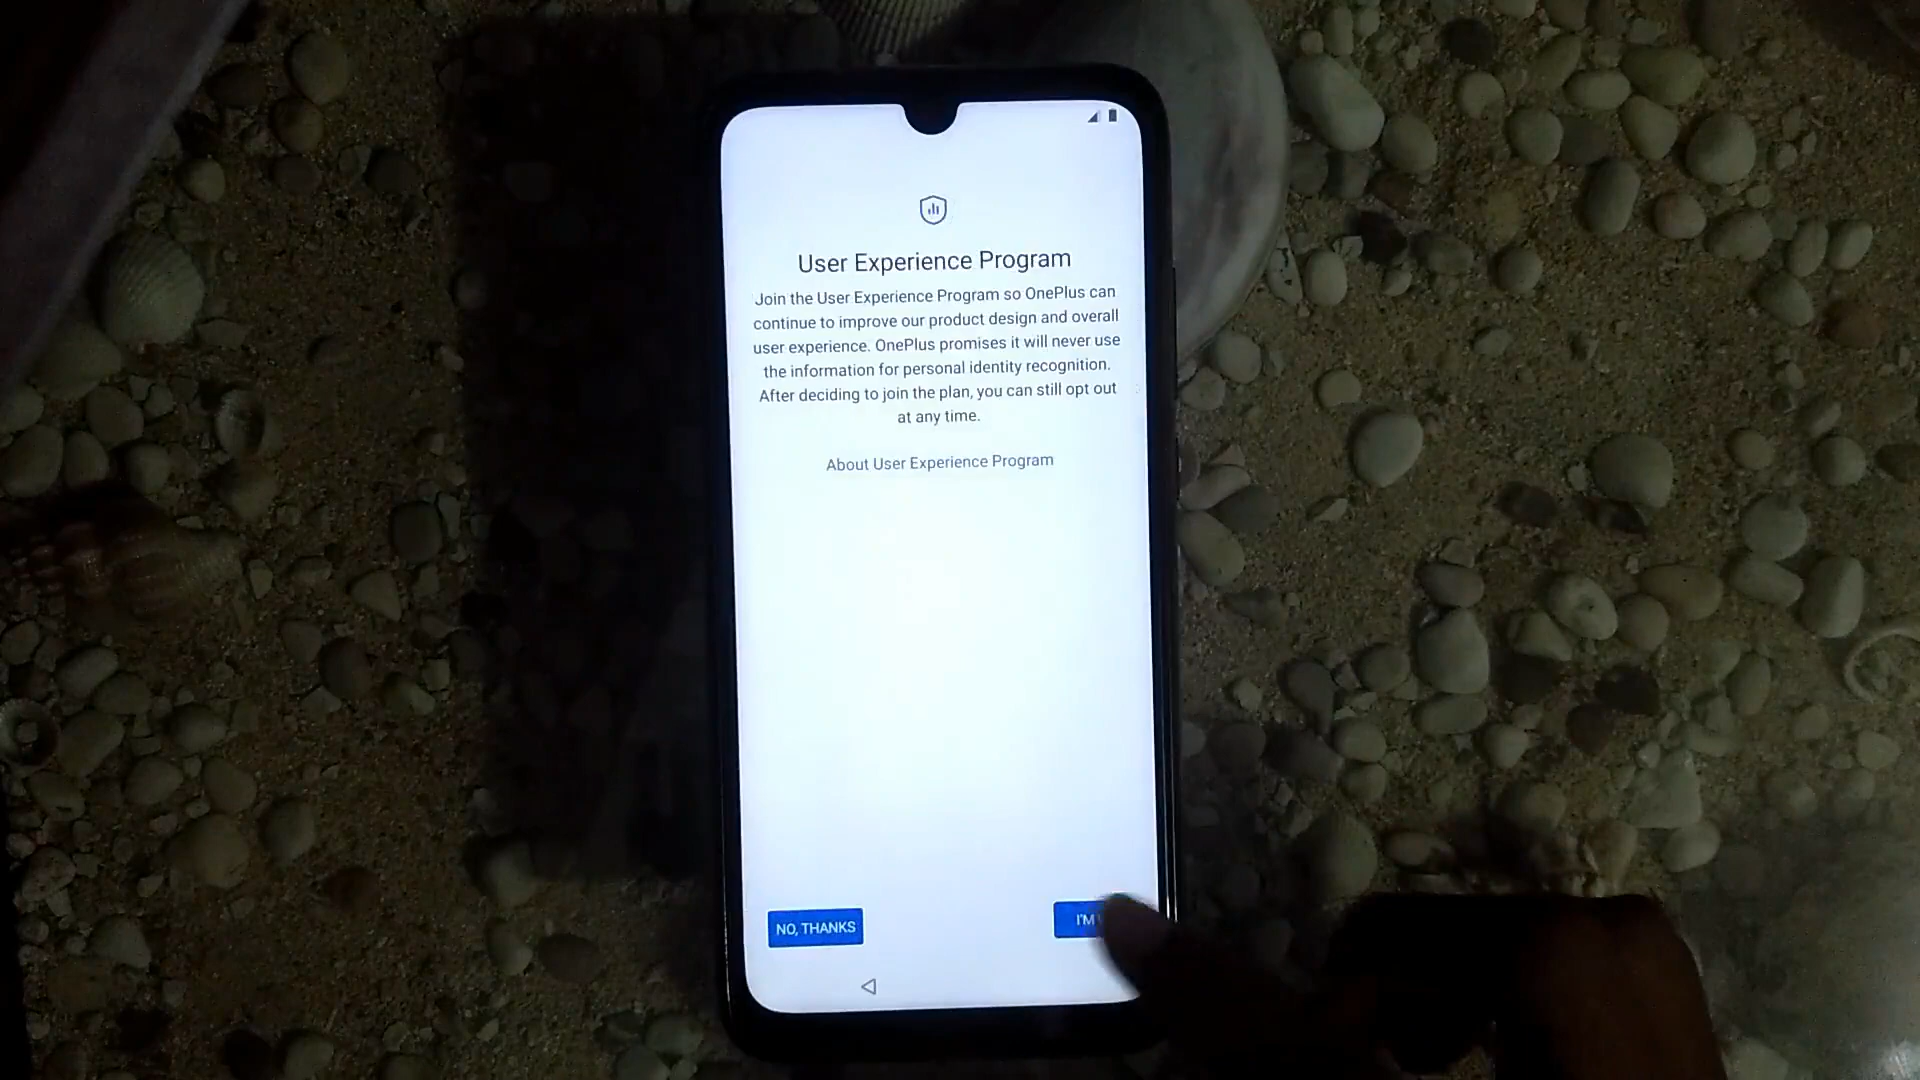 User Experience Program
Join the User Experience Program so OnePlus can
continue to improve our product design and overall
user experience. OnePlus promises it will never use
the information for personal identity recognition.
After deciding to join the plan, you can still opt out
at any time.
About User Experience Program
NO, THANKS
I'M